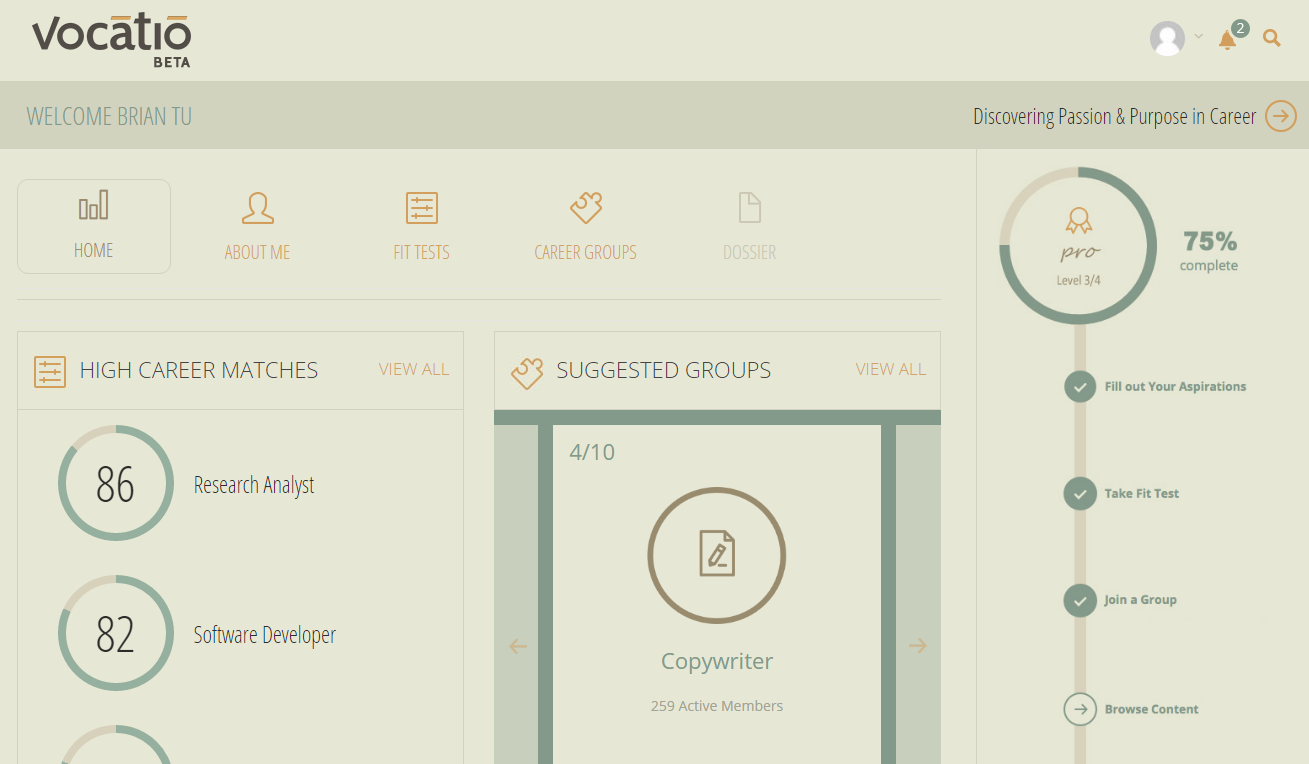 vocātiō
BETA
2
WELCOME BRIAN TU
Discovering Passion & Purpose in Career
HOME
ABOUT ME
FIT TESTS
CAREER GROUPS
DOSSIER
pro
Level 3/4
75%
complete
HIGH CAREER MATCHES
VIEW ALL
86
Research Analyst
82
Software Developer
SUGGESTED GROUPS
VIEW ALL
4/10
Copywriter
259 Active Members
Fill out Your Aspirations
Take Fit Test
Join a Group
Browse Content